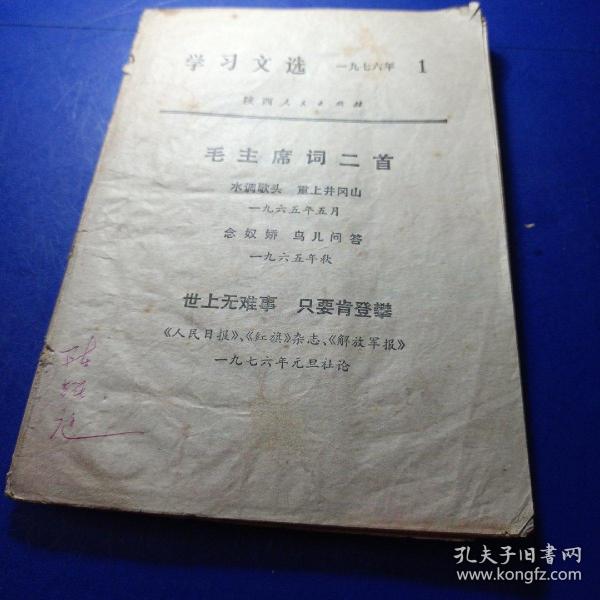 学习文选 一九七六年 1
陕西人民出版社
毛主席词二首
水调歌头 重上井冈山
一九六五年五月
念奴娇 鸟儿问答
一九六五年秋
世上无难事 只要肯登攀
《人民日报》、《红旗》杂志、《解放军报》
一九七六年元旦社论
孔夫子旧书网
www.kongfz.com